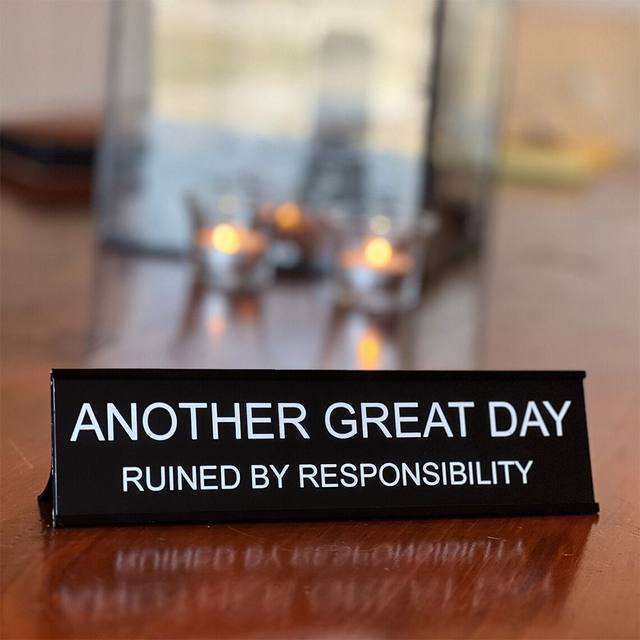 ANOTHER GREAT DAY
RUINED BY RESPONSIBILITY